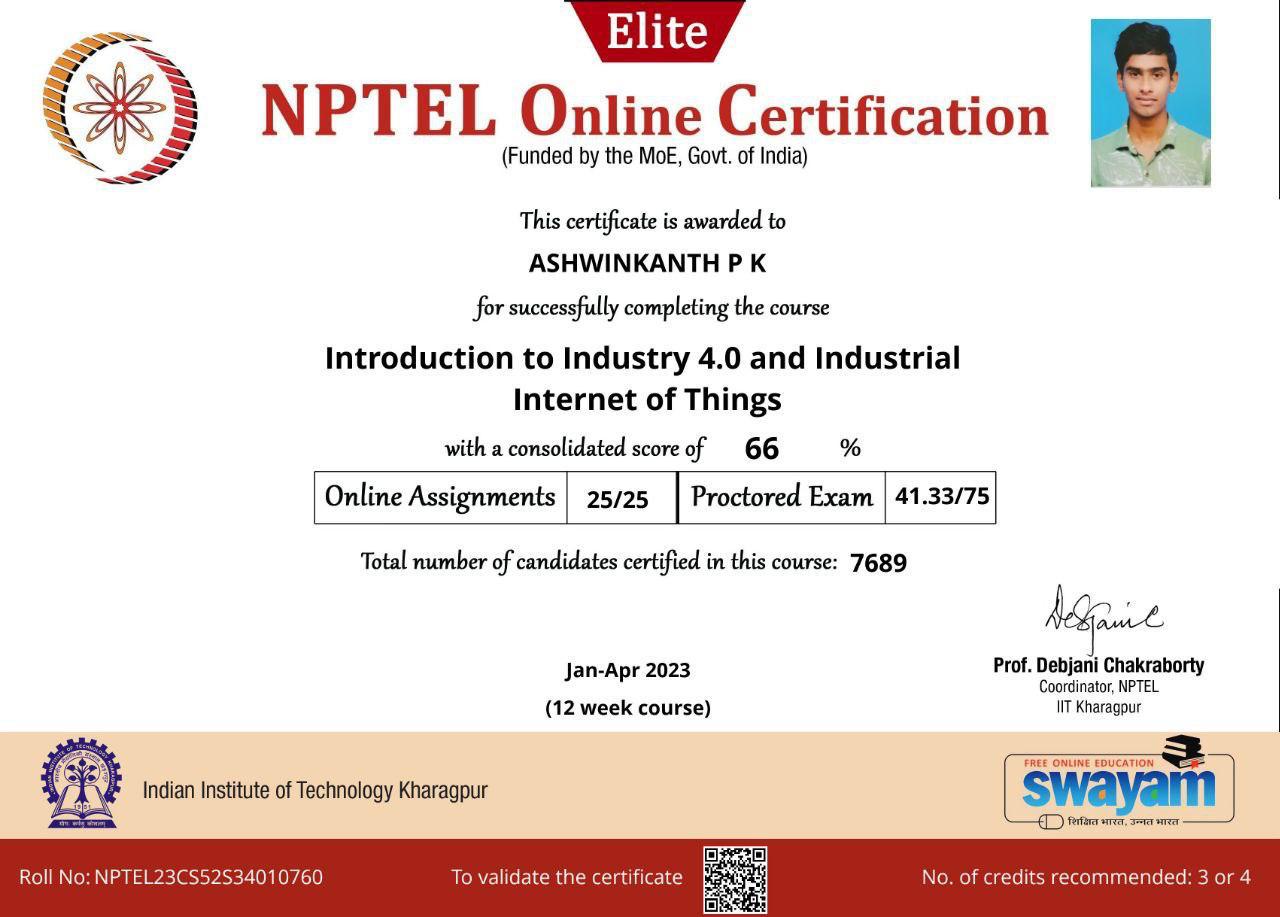 Elite
NPTEL Online Certification
(Funded by the MoE, Govt. of India)
This certificate is awarded to
ASHWINKANTH P K
for successfully completing the course
Introduction to Industry 4.0 and Industrial
Internet of Things
with a consolidated score of 66 %
Online Assignments 25/25 Proctored Exam 41.33/75
Total number of candidates certified in this course: 7689
Jan-Apr 2023
(12 week course)
Prof. Debjani Chakraborty
Coordinator, NPTEL
IIT Kharagpur
1951
Indian Institute of Technology Kharagpur
FREE ONLINE EDUCATION
swayam
शिक्षित भारत, उन्नत भारत
Roll No: NPTEL23CS52S34010760
To validate the certificate
No. of credits recommended: 3 or 4